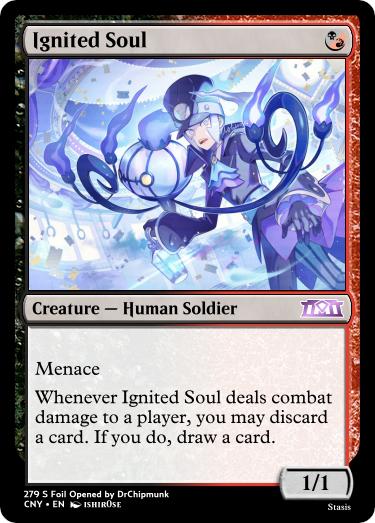 Ignited Soul
Creature — Human Soldier
Menace
Whenever Ignited Soul deals combat
damage to a player, you may discard
a card. If you do, draw a card.
1/1
279 S Foil Opened by DrChipmunk
CNY • EN ISHIR0SE
Stasis